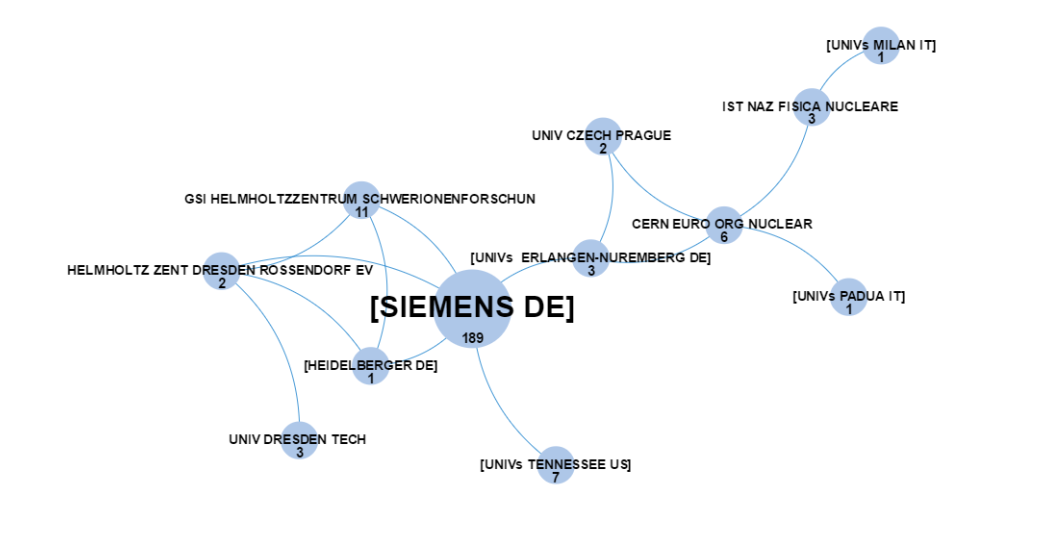 [UNIVs MILAN IT]
1
IST NAZ FISICA NUCLEARE
3
UNIV CZECH PRAGUE
2
GSI HELMHOLTZZENTRUM SCHWERIONENFORSCHUN
11
CERN EURO ORG NUCLEAR
6
[UNIVs ERLANGEN-NUREMBERG DE]
3
HELMHOLTZ ZENT DRESDEN ROSSENDORF EV
2
[UNIVs PADUA IT]
1
[SIEMENS DE]
189
[HEIDELBERGER DE]
1
UNIV DRESDEN TECH
3
[UNIVs TENNESSEE US]
7